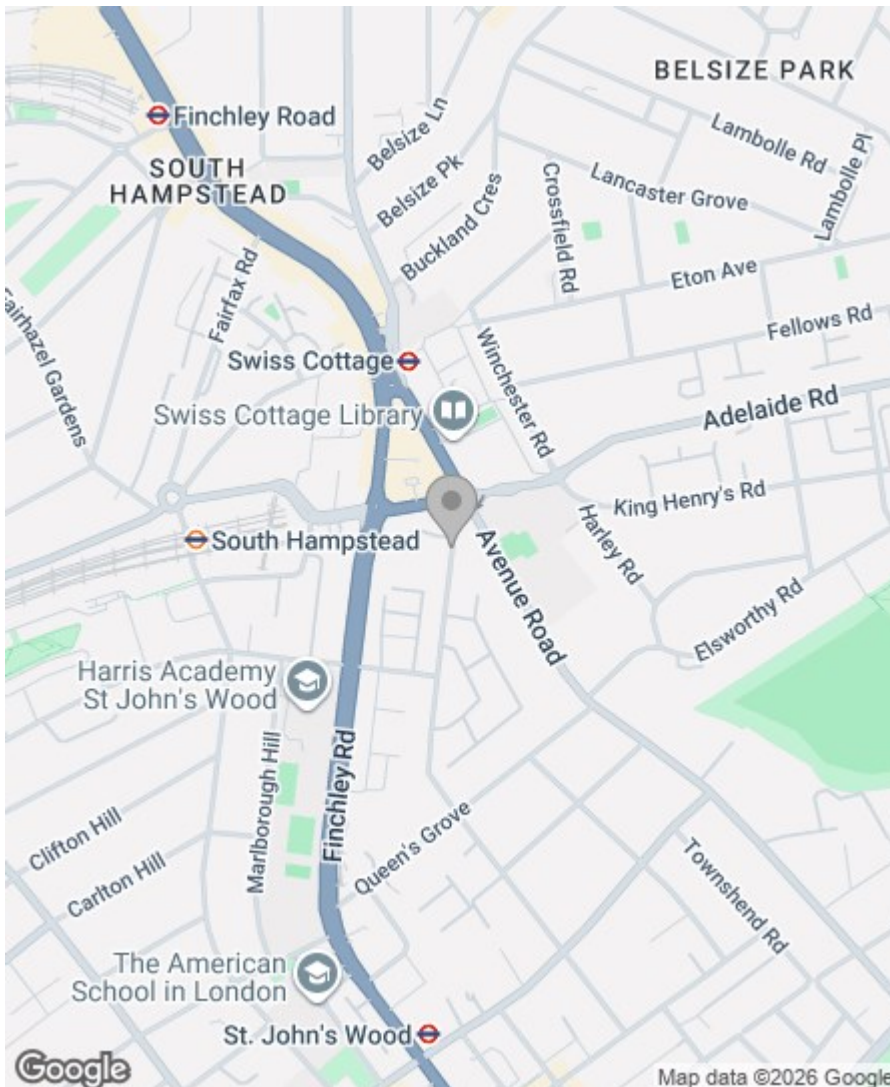 BELSIZE PARK
Finchley Road
SOUTH
HAMPSTEAD
Belsize Ln
Belsize Pk
Buckland Cres
Crossfield Rd
Lancaster Grove
Lambolle Rd
Lambolle Pl
Eton Ave
Fellows Rd
Fairfax Rd
Fairhazel Gardens
Swiss Cottage
Winchester Rd
Swiss Cottage Library
Adelaide Rd
King Henry's Rd
Harley Rd
South Hampstead
Avenue Road
Elsworthy Rd
Harris Academy
St John's Wood
Marlborough Hill
Finchley Rd
Queen's Grove
Clifton Hill
Carlton Hill
Townshend Rd
The American
School in London
St. John's Wood
Google
Map data ©2026 Google